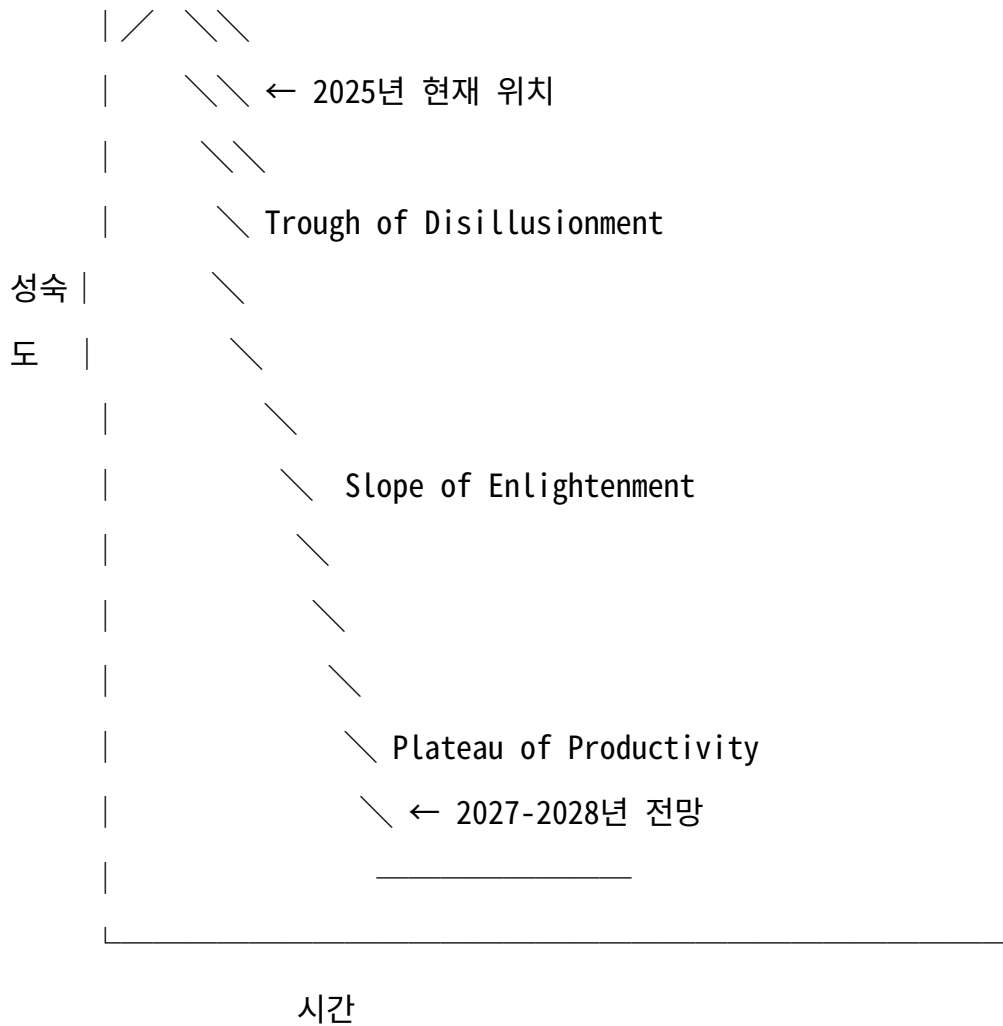 ← 2025년 현재 위치
Trough of Disillusionment
성숙
도
Slope of Enlightenment
Plateau of Productivity
← 2027-2028년 전망
시간